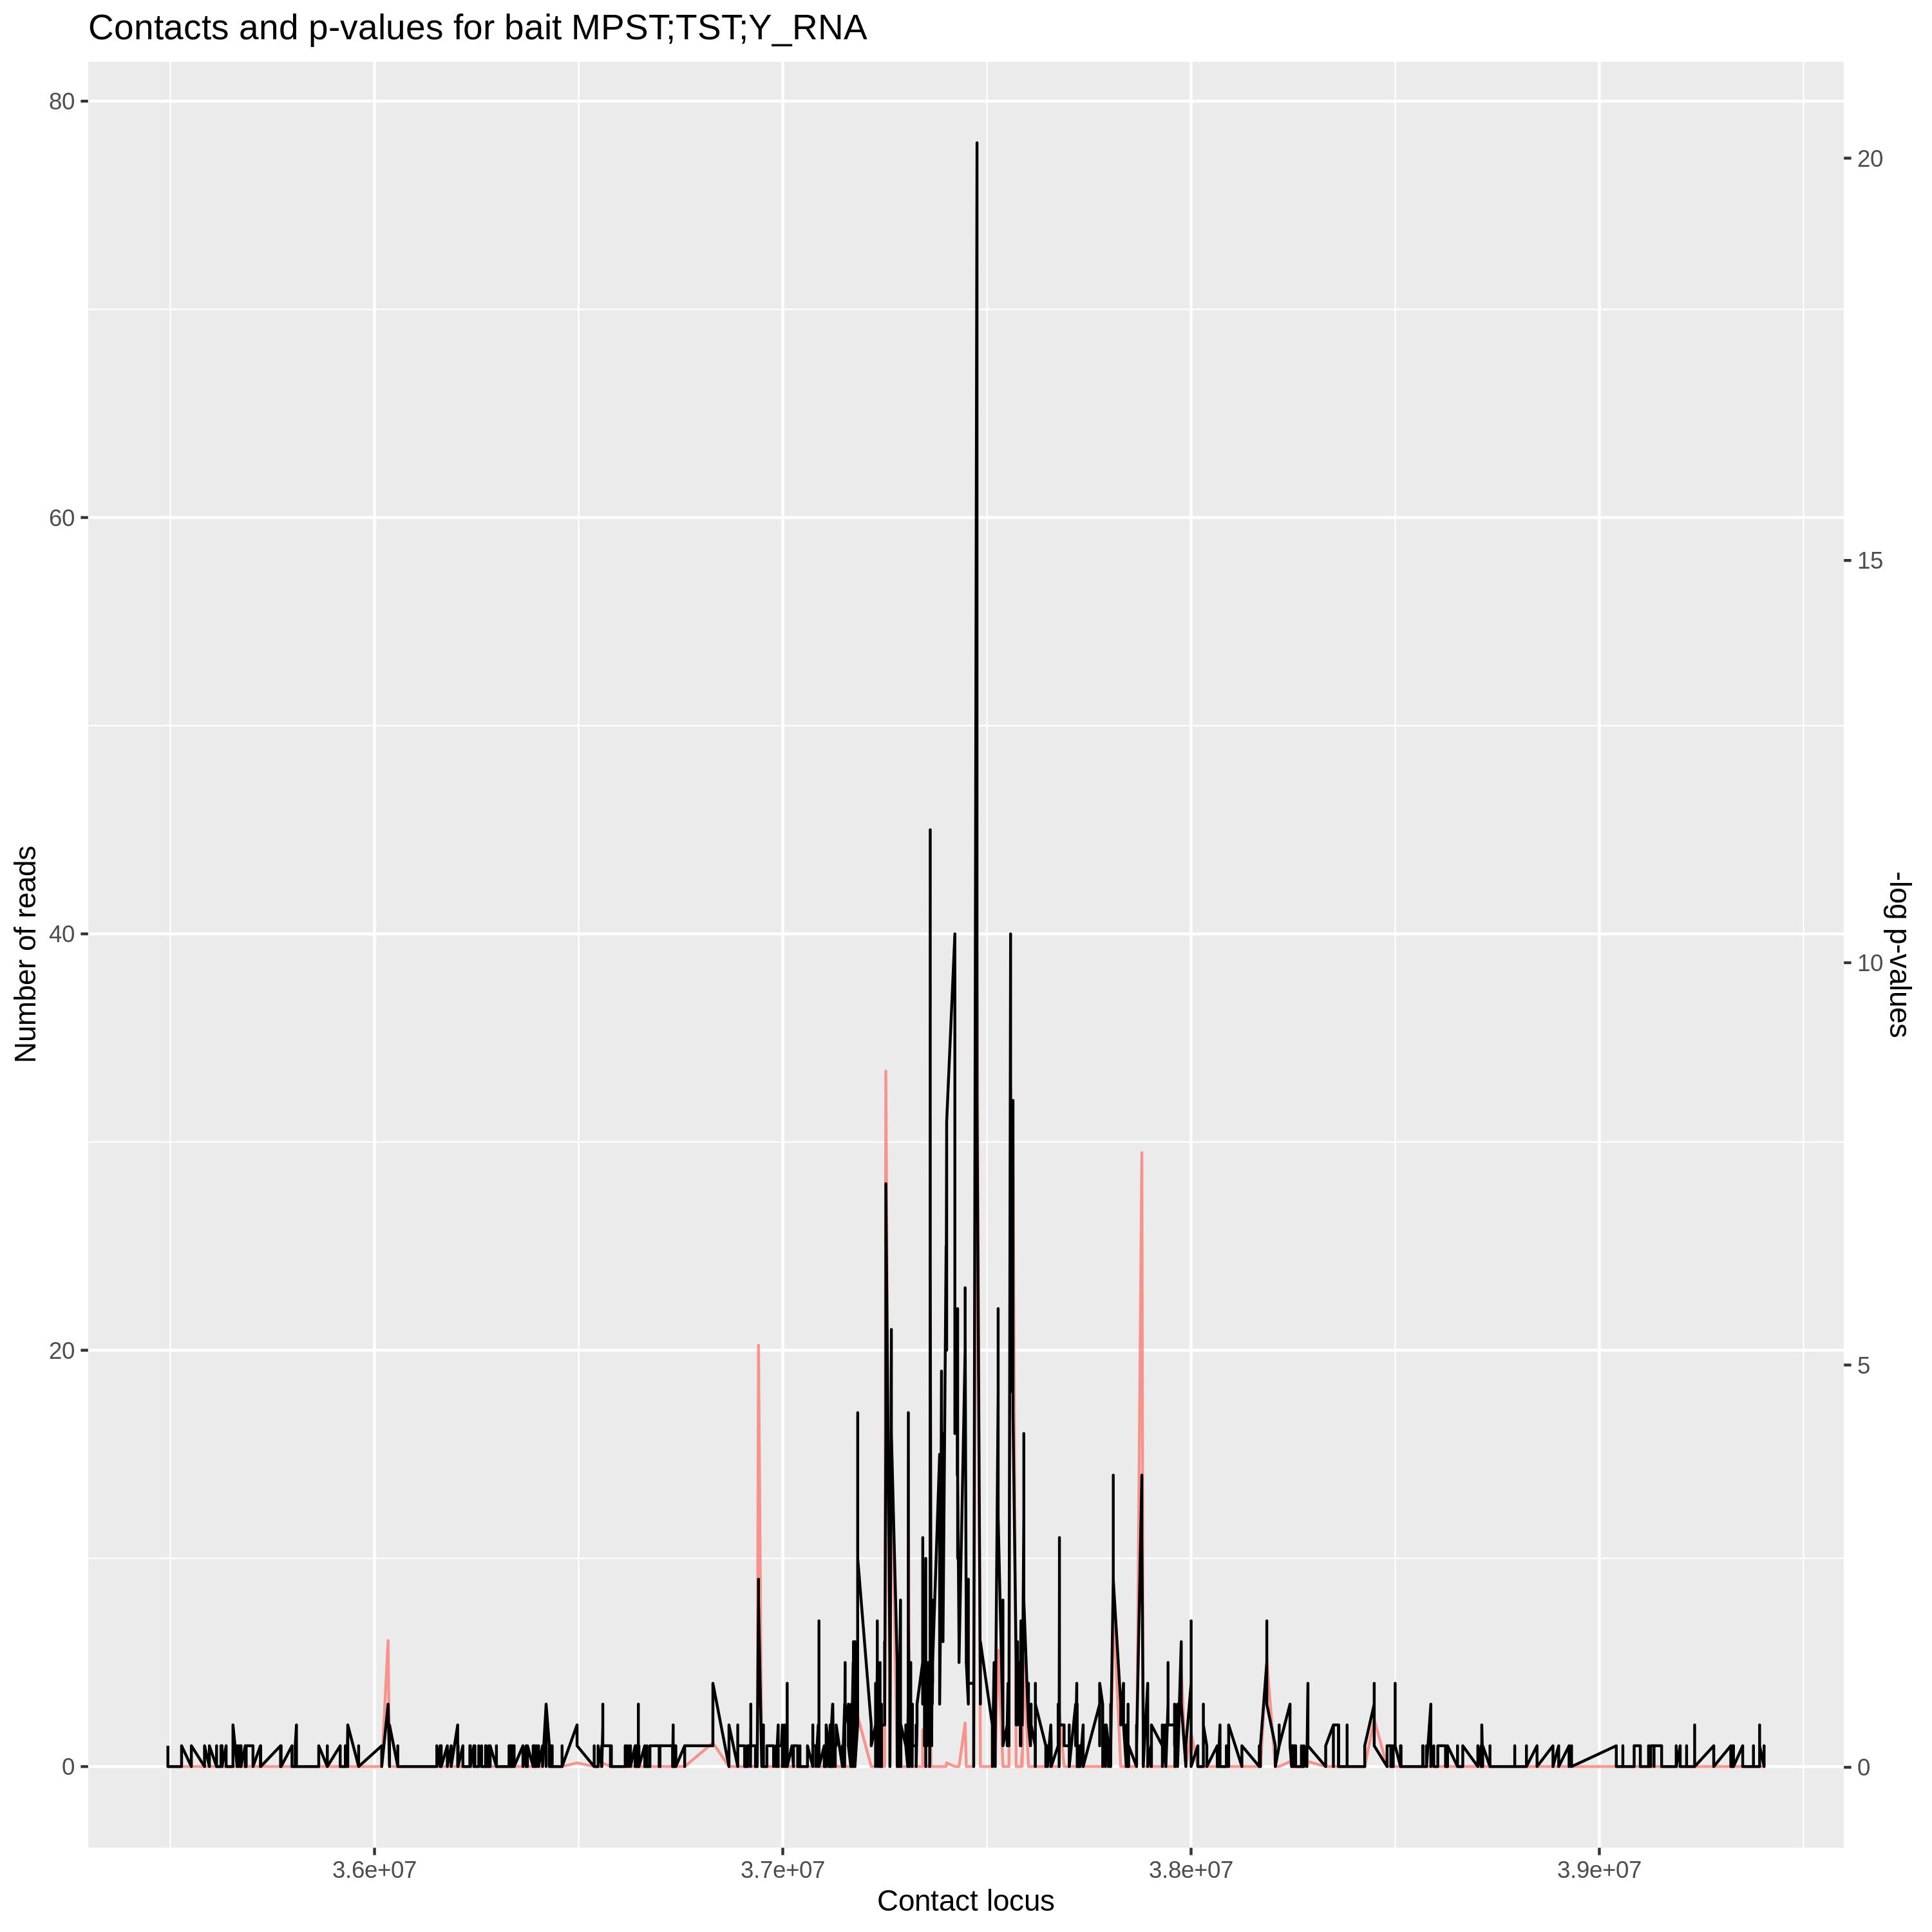 Contacts and p-values for bait MPST;TST;Y_RNA
80
60
40
20
0
Number of reads
20
15
10
5
0
-log p-values
3.6e+07
3.7e+07
3.8e+07
3.9e+07
Contact locus